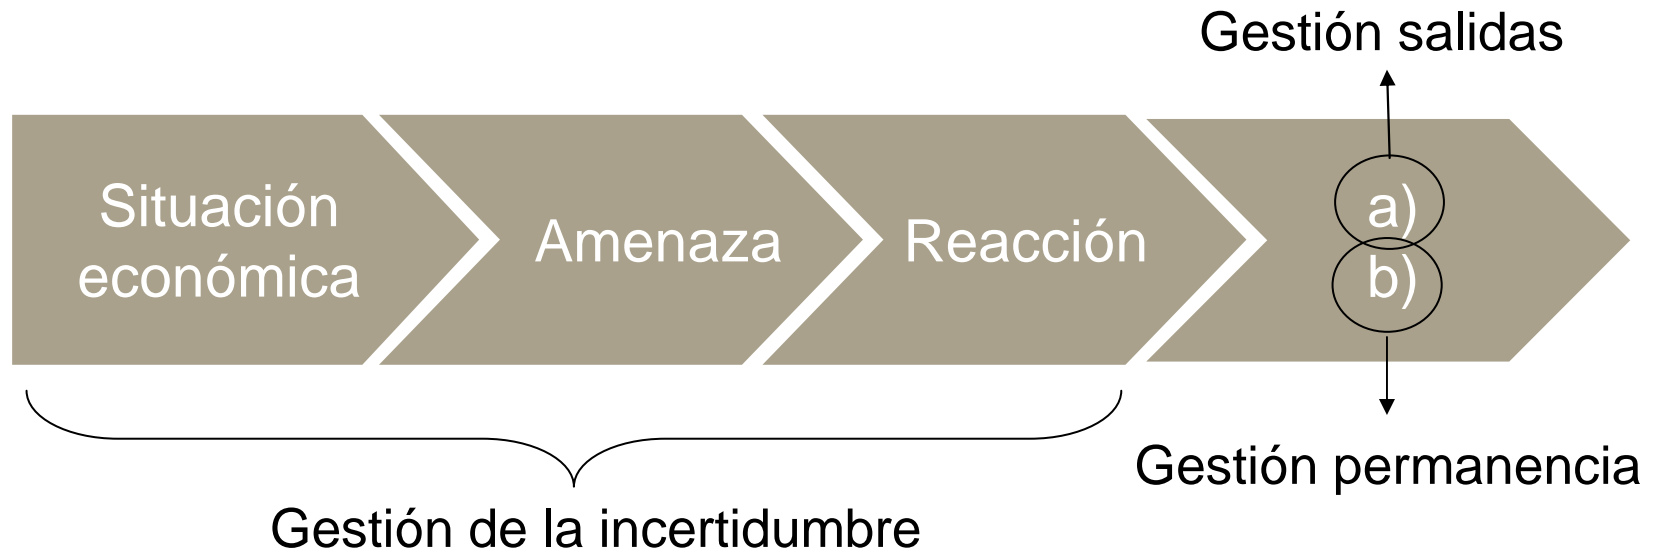 Gestión salidas
Situación
económica
Amenaza
Reacción
a)
b)
Gestión permanencia
Gestión de la incertidumbre